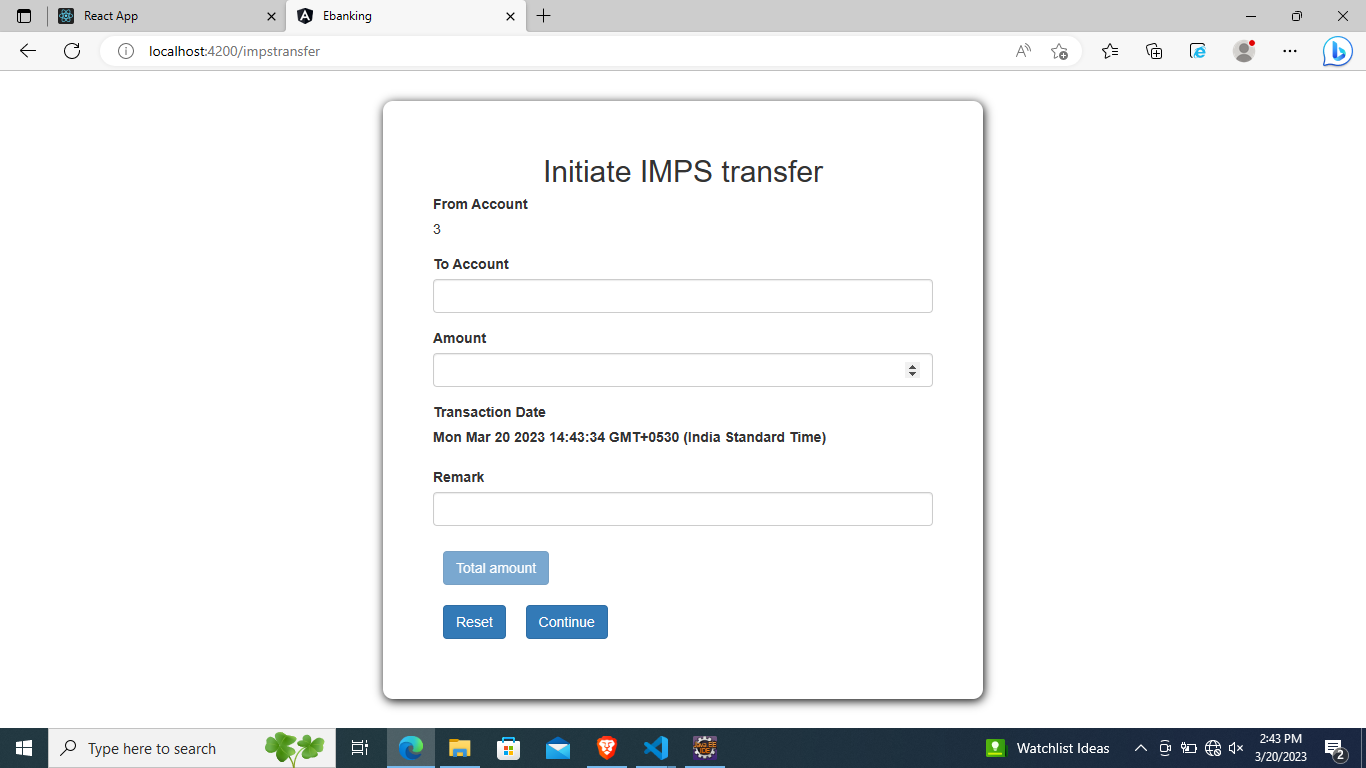 React App
Ebanking
localhost:4200/impstransfer
Initiate IMPS transfer
From Account
3
To Account
Amount
Transaction Date
Mon Mar 20 2023 14:43:34 GMT+0530 (India Standard Time)
Remark
Total amount
Reset Continue
Type here to search
Watchlist Ideas
2:43 PM
3/20/2023
2